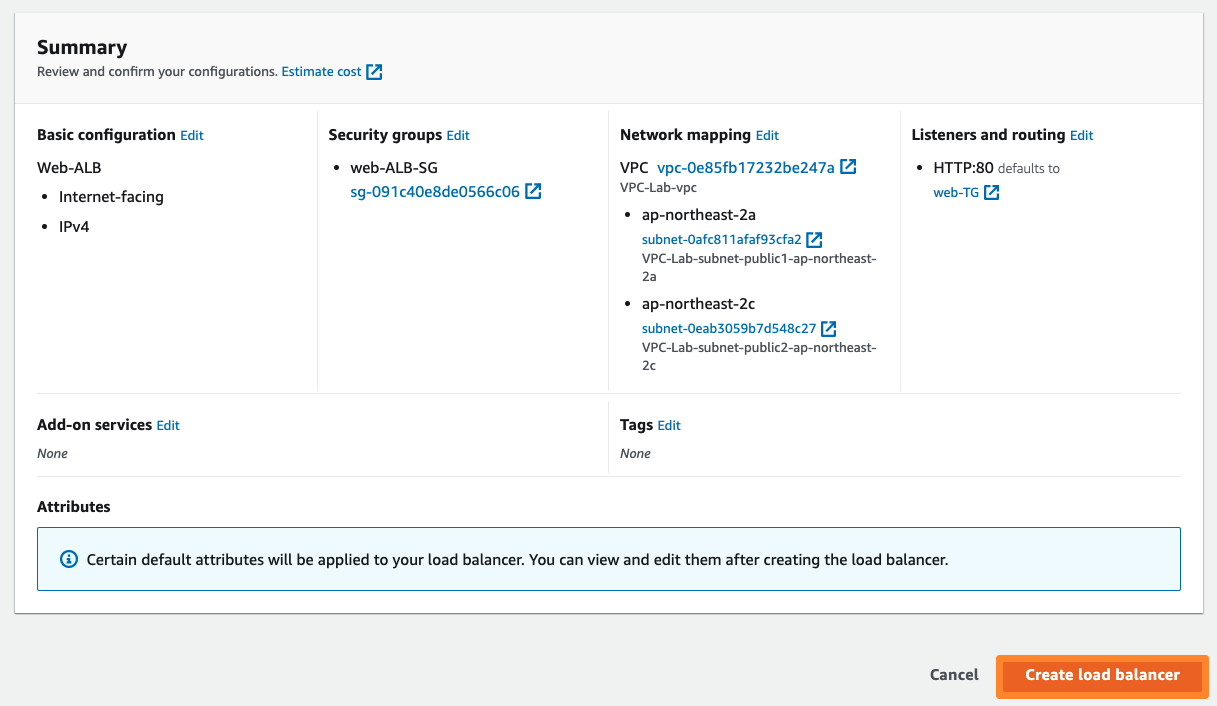 Summary
Review and confirm your configurations. Estimate cost
Basic configuration Edit
Web-ALB
Internet-facing
IPv4
Security groups Edit
web-ALB-SG
sg-091c40e8de0566c06
Network mapping Edit
VPC vpc-0e85fb17232be247a
VPC-Lab-vpc
ap-northeast-2a
subnet-0afc811afaf93cfa2
VPC-Lab-subnet-public1-ap-northeast-
2a
ap-northeast-2c
subnet-0eab3059b7d548c27
VPC-Lab-subnet-public2-ap-northeast-
2c
Listeners and routing Edit
HTTP:80 defaults to
web-TG
Add-on services Edit
None
Tags Edit
None
Attributes
Certain default attributes will be applied to your load balancer. You can view and edit them after creating the load balancer.
Cancel
Create load balancer